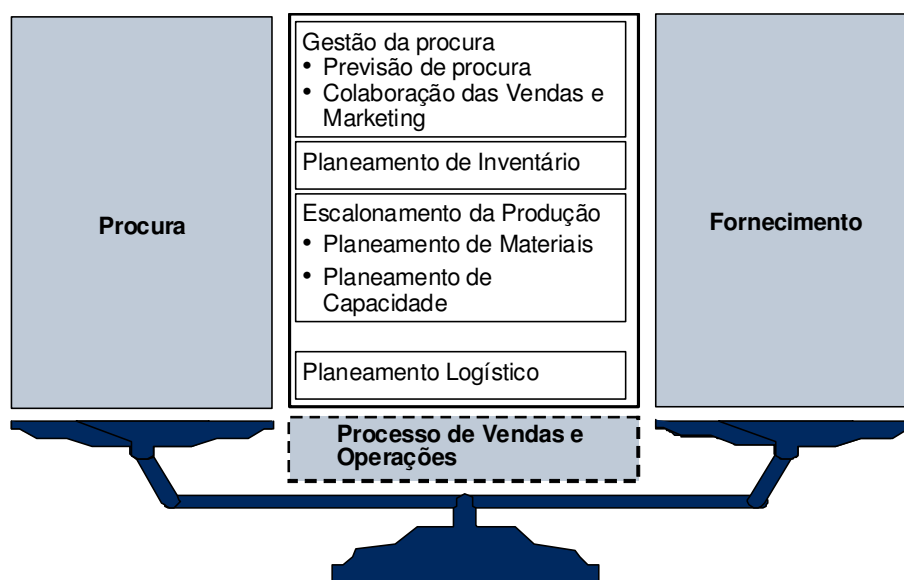 Procura
Gestão da procura
• Previsão de procura
• Colaboração das Vendas e
Marketing
Planeamento de Inventário
Escalonamento da Produção
• Planeamento de Materiais
• Planeamento de
Capacidade
Planeamento Logístico
Processo de Vendas e
Operações
Fornecimento